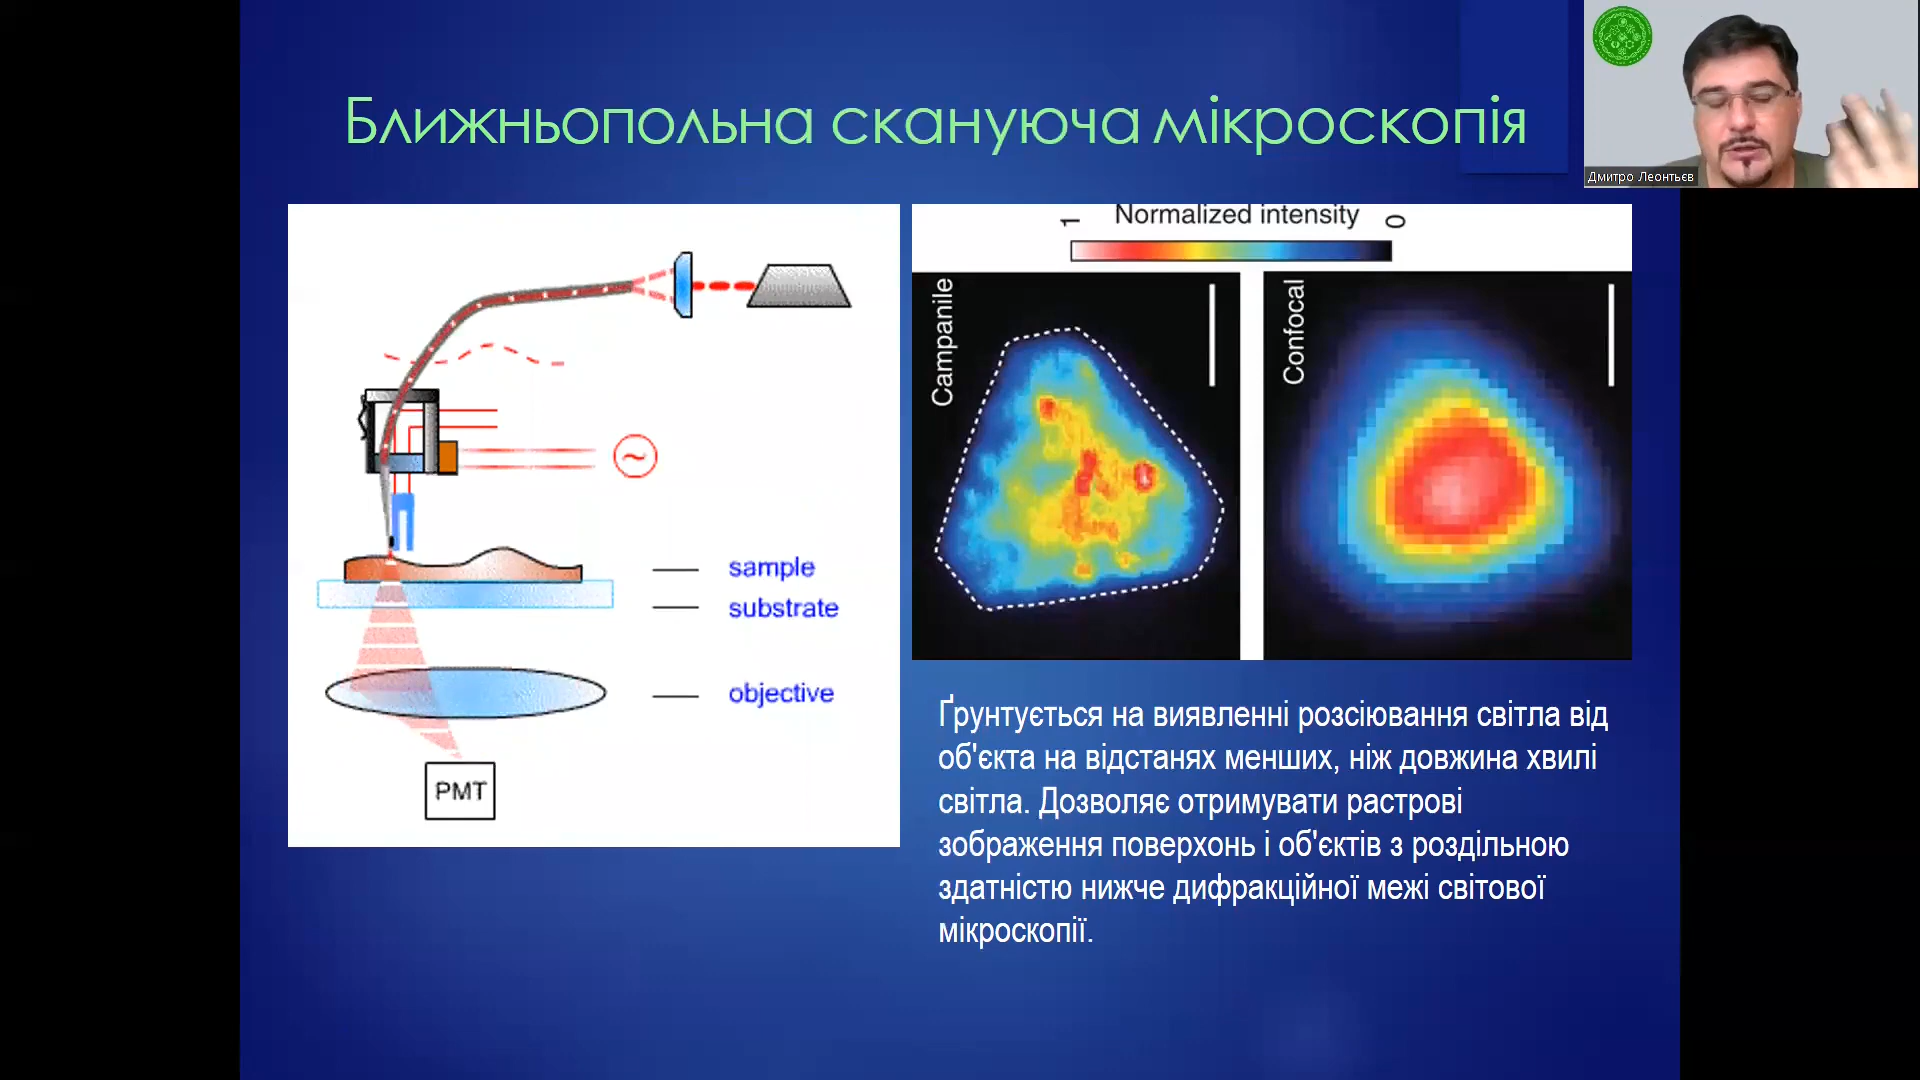 Ближньопольна скануюча мікроскопія
Дмитро Леонтьєв
1 Normalized intensity 0
Campanile
Confocal
~
sample
substrate
objective
PMT
Ґрунтується на виявленні розсіювання світла від
об'єкта на відстанях менших, ніж довжина хвилі
світла. Дозволяє отримувати растрові
зображення поверхонь і об'єктів з роздільною
здатністю нижче дифракційної межі світової
мікроскопії.